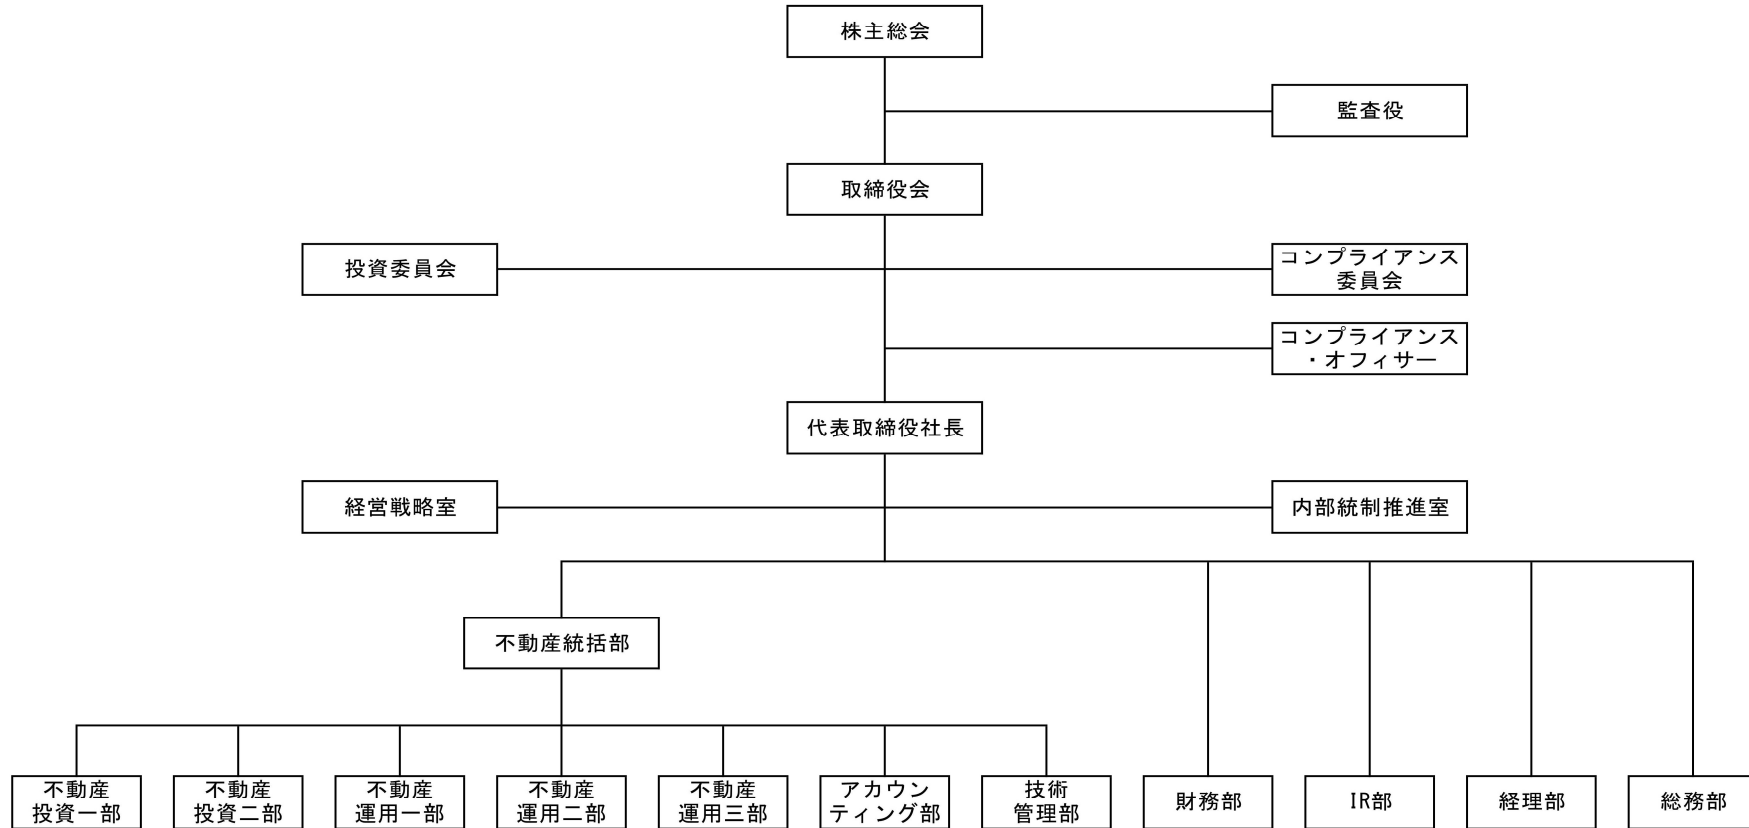 株主総会
監査役
取締役会
投資委員会
コンプライアンス
委員会
コンプライアンス
・オフィサー
代表取締役社長
経営戦略室
内部統制推進室
不動産統括部
不動産
投資一部
不動産
投資二部
不動産
運用一部
不動産
運用二部
不動産
運用三部
アカウン
ティング部
技術
管理部
財務部
IR部
経理部
総務部